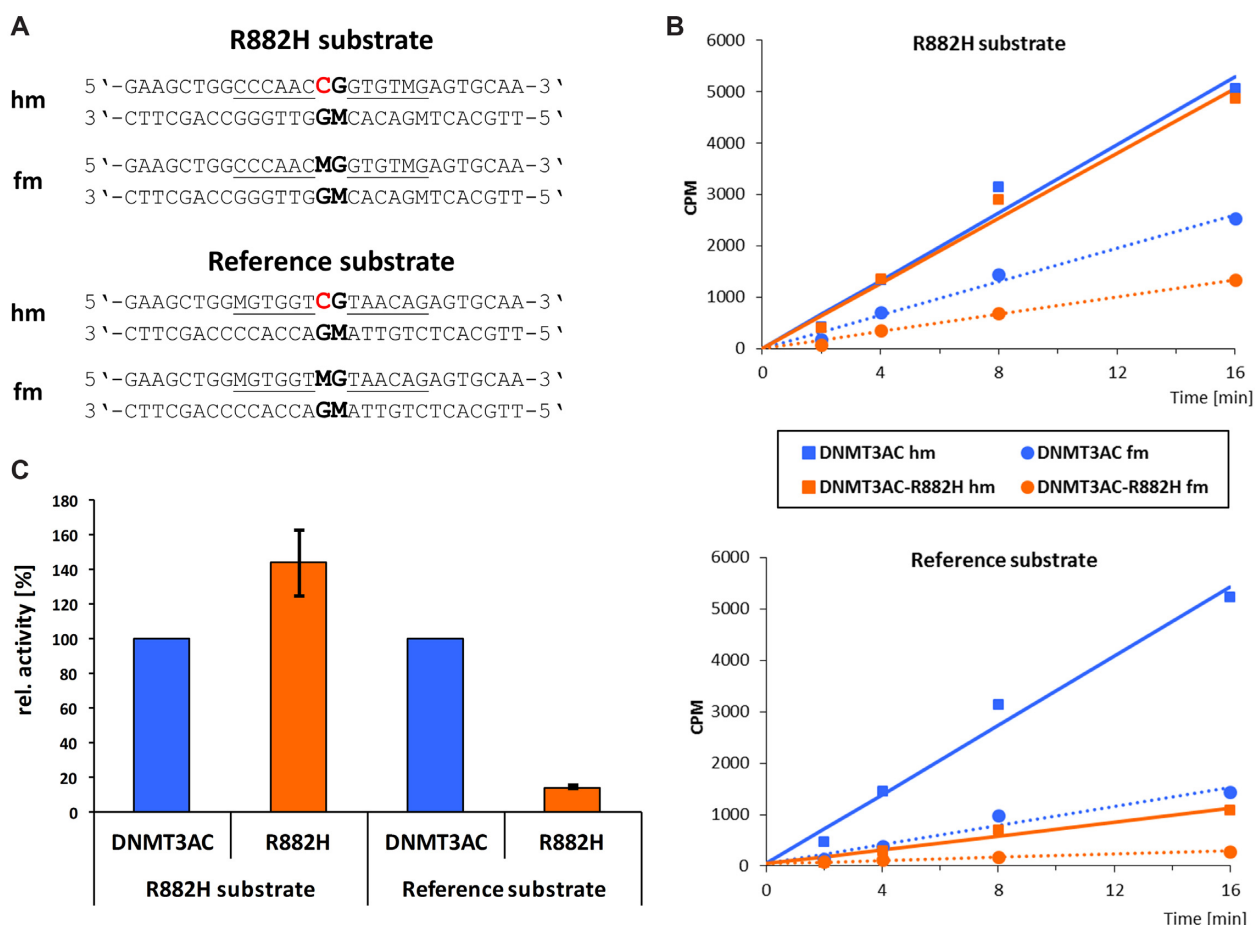 A
R882H substrate
hm
5'-GAAGCTGGCCCAACCGGTGTMGAGTGCAA-3'
3'-CTTCGACCGGGTTGGMCACAGMTCACGTT-5'
fm
5'-GAAGCTGGCCCAACMGGTGTMGAGTGCAA-3'
3'-CTTCGACCGGGTTGGMCACAGMTCACGTT-5'
Reference substrate
hm
5'-GAAGCTGGMGTGGTCGTAACAGAGTGCAA-3'
3'-CTTCGACCCCACCAGMATTGTCTCACGTT-5'
fm
5'-GAAGCTGGMGTGGTMGTAACAGAGTGCAA-3'
3'-CTTCGACCCCACCAGMATTGTCTCACGTT-5'
B
R882H substrate
6000
5000
4000
3000
2000
1000
0
CPM
0 4 8 12 16
Time [min]
DNMT3AC hm DNMT3AC fm
DNMT3AC-R882H hm DNMT3AC-R882H fm
Reference substrate
6000
5000
4000
3000
2000
1000
0
CPM
0 4 8 12 16
Time [min]
C
180
160
140
120
100
80
60
40
20
0
rel. activity [%]
DNMT3AC R882H DNMT3AC R882H
R882H substrate Reference substrate